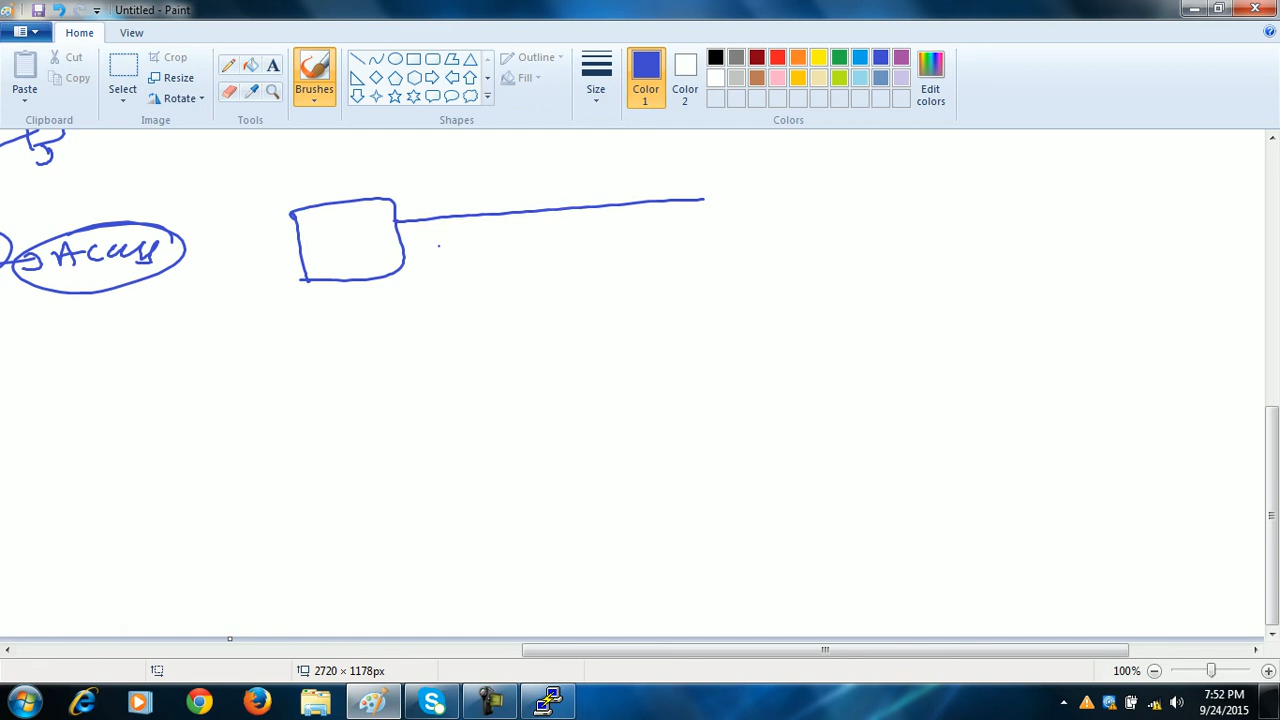 Untitled - Paint
Home
View
Paste
Cut
Copy
Clipboard
Select
Crop
Resize
Rotate
Image
A
Tools
Brushes
Outline
Fill
Shapes
Size
Color 1
Color 2
Edit colors
Colors
2720 × 1178px
100%
7:52 PM
9/24/2015